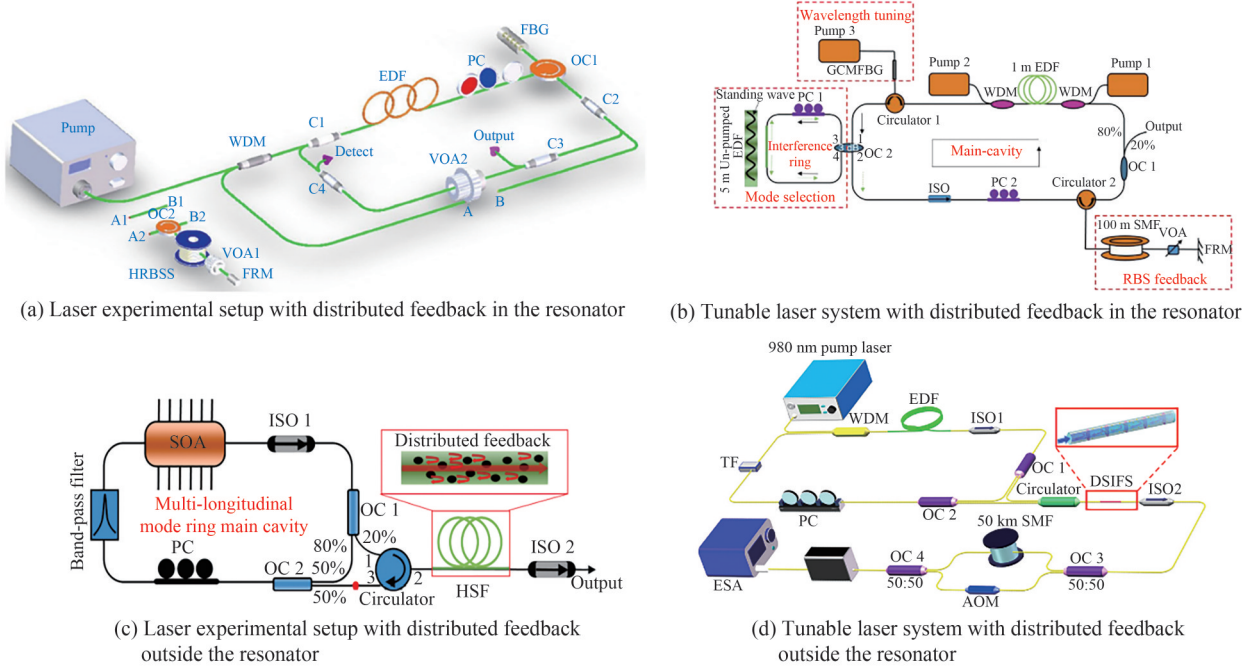 FBG
OC1
PC
EDF
C2
Pump
C1
WDM
Output
C3
Detect
VOA2
C4
B
A
B1
A1
OC2
B2
A2
VOA1
HRBSS
FRM
(a) Laser experimental setup with distributed feedback in the resonator
Wavelength tuning
Pump 3
GCMFBG
Pump 2
1 m EDF
Pump 1
WDM
WDM
Standing wave
PC 1
Circulator 1
5 m Un-pumped
EDF
Interference
ring
3
1
4
2
OC 2
Mode selection
Main-cavity
80%
Output
20%
OC 1
ISO
PC 2
Circulator 2
100 m SMF
VOA
FRM
RBS feedback
(b) Tunable laser system with distributed feedback in the resonator
SOA
ISO 1
Distributed feedback
Band-pass filter
Multi-longitudinal
mode ring main cavity
OC 1
PC
80%
20%
OC 2
50%
50%
1
2
3
Circulator
HSF
ISO 2
Output
(c) Laser experimental setup with distributed feedback
outside the resonator
980 nm pump laser
EDF
WDM
ISO1
TF
OC 1
Circulator
DSIFS
ISO2
PC
OC 2
50 km SMF
ESA
OC 4
50:50
OC 3
50:50
AOM
(d) Tunable laser system with distributed feedback
outside the resonator